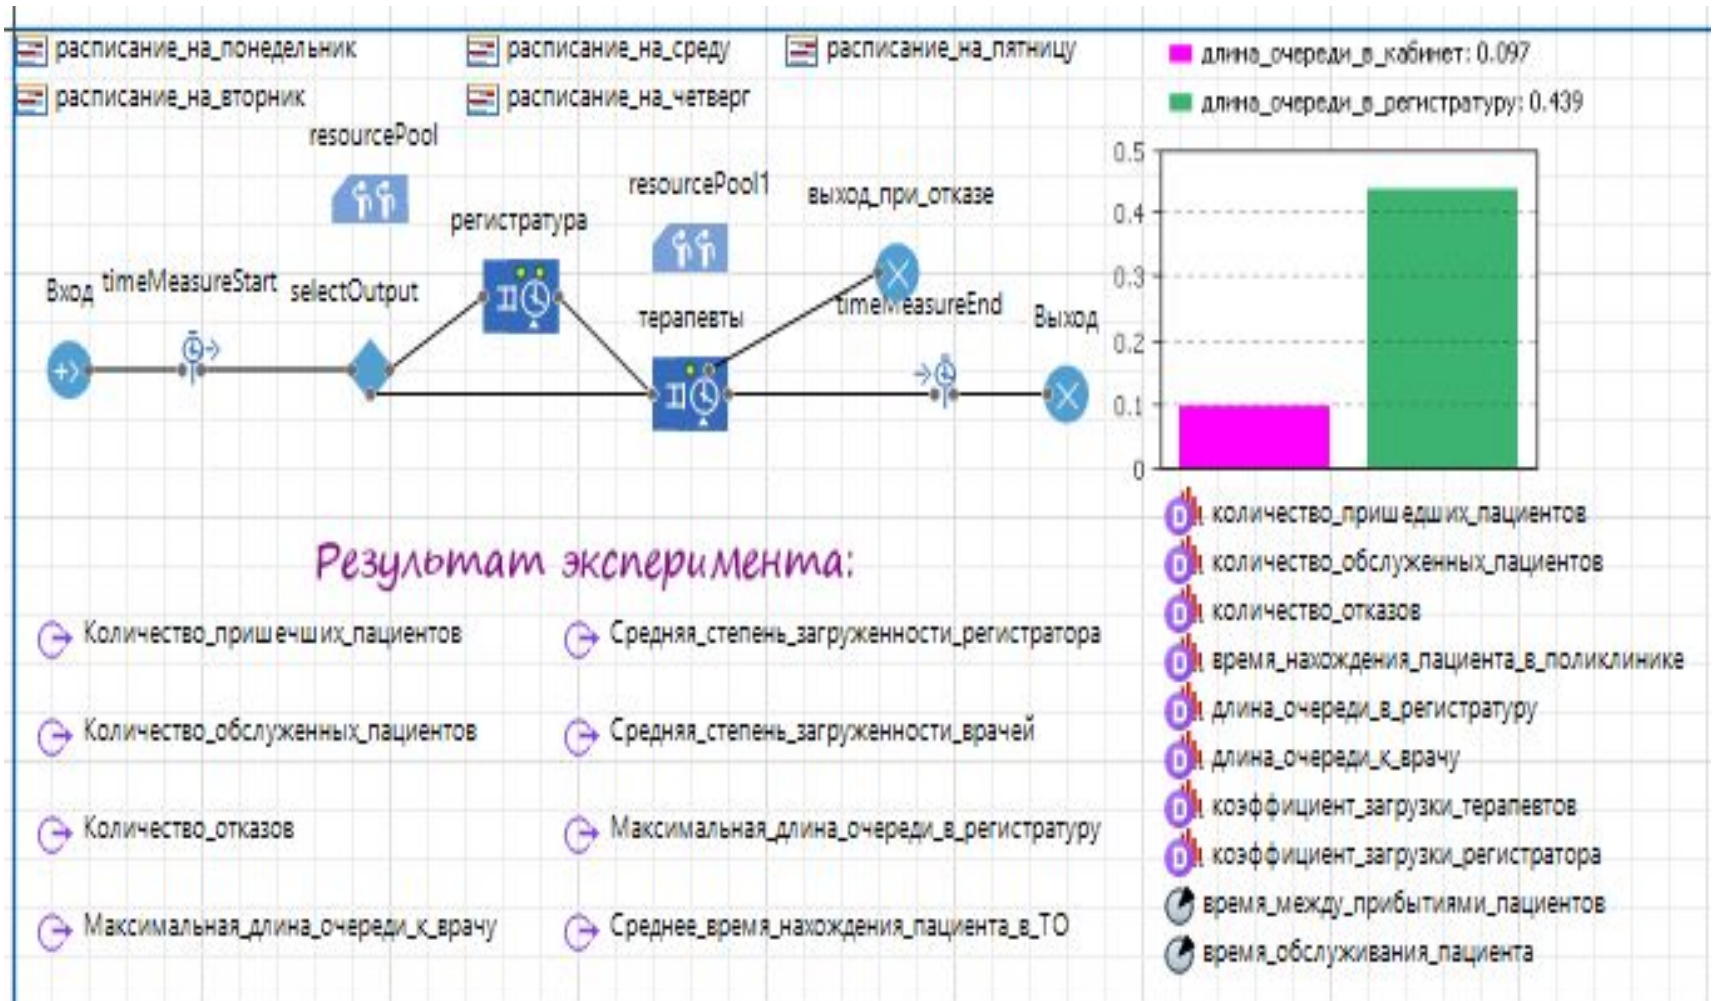 расписание_на_понедельник
расписание_на_среду
расписание_на_пятницу
расписание_на_вторник
расписание_на_четверг
resourcePool
resourcePool1
выход_при_отказе
регистратура
Вход
timeMeasureStart
selectOutput
терапевты
timeMeasureEnd
Выход
длина_очереди_в_кабинет: 0.097
длина_очереди_в_регистратуру: 0.439
0.5
0.4
0.3
0.2
0.1
0
Результат эксперимента:
Количество_пришечших_пациентов
Средняя_степень_загруженности_регистратора
Количество_обслуженных_пациентов
Средняя_степень_загруженности_врачей
Количество_отказов
Максимальная_длина_очереди_в_регистратуру
Максимальная_длина_очереди_к_врачу
Среднее_время_нахождения_пациента_в_ТО
количество_пришедших_пациентов
количество_обслуженных_пациентов
количество_отказов
время_нахождения_пациента_в_поликлинике
длина_очереди_в_регистратуру
длина_очереди_к_врачу
коэффициент_загрузки_терапевтов
коэффициент_загрузки_регистратора
время_между_прибытиями_пациентов
время_обслуживания_пациента